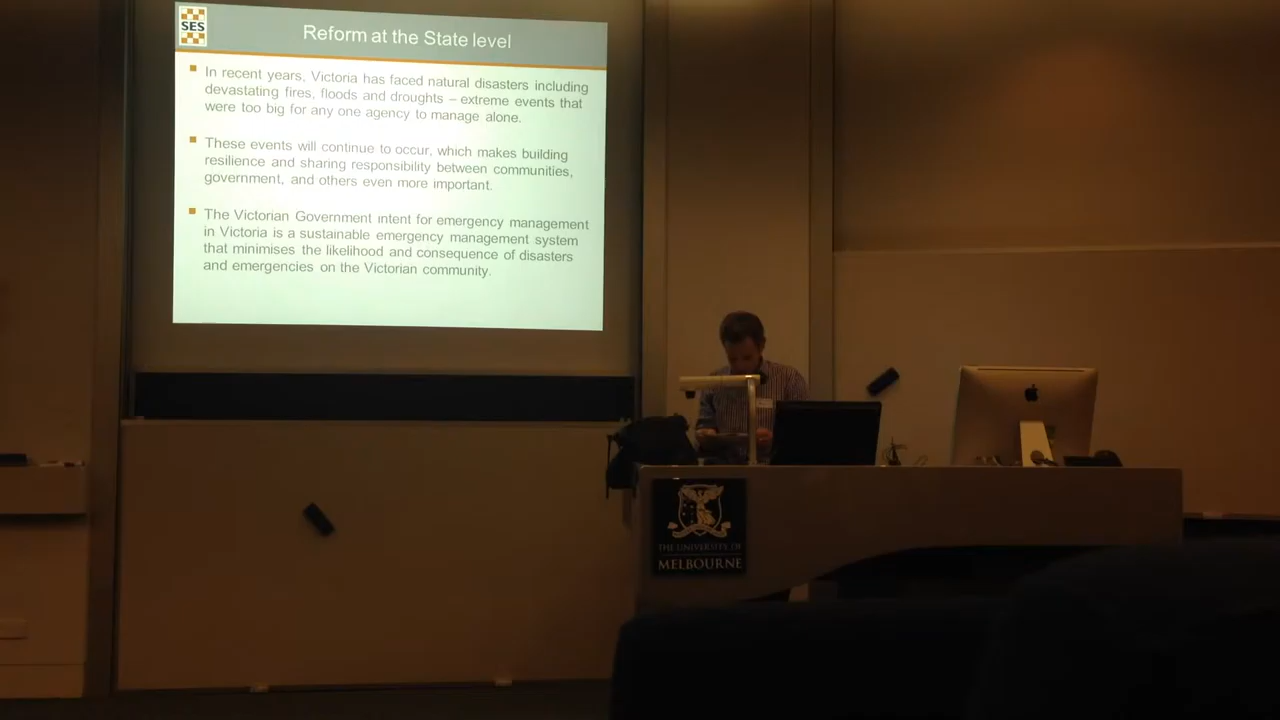 SES
Reform at the State level
In recent years, Victoria has faced natural disasters including
devastating fires, floods and droughts – extreme events that
were too big for any one agency to manage alone.
These events will continue to occur, which makes building
resilience and sharing responsibility between communities,
government, and others even more important.
The Victorian Government intent for emergency management
in Victoria is a sustainable emergency management system
that minimises the likelihood and consequence of disasters
and emergencies on the Victorian community.
THE UNIVERSITY OF
MELBOURNE